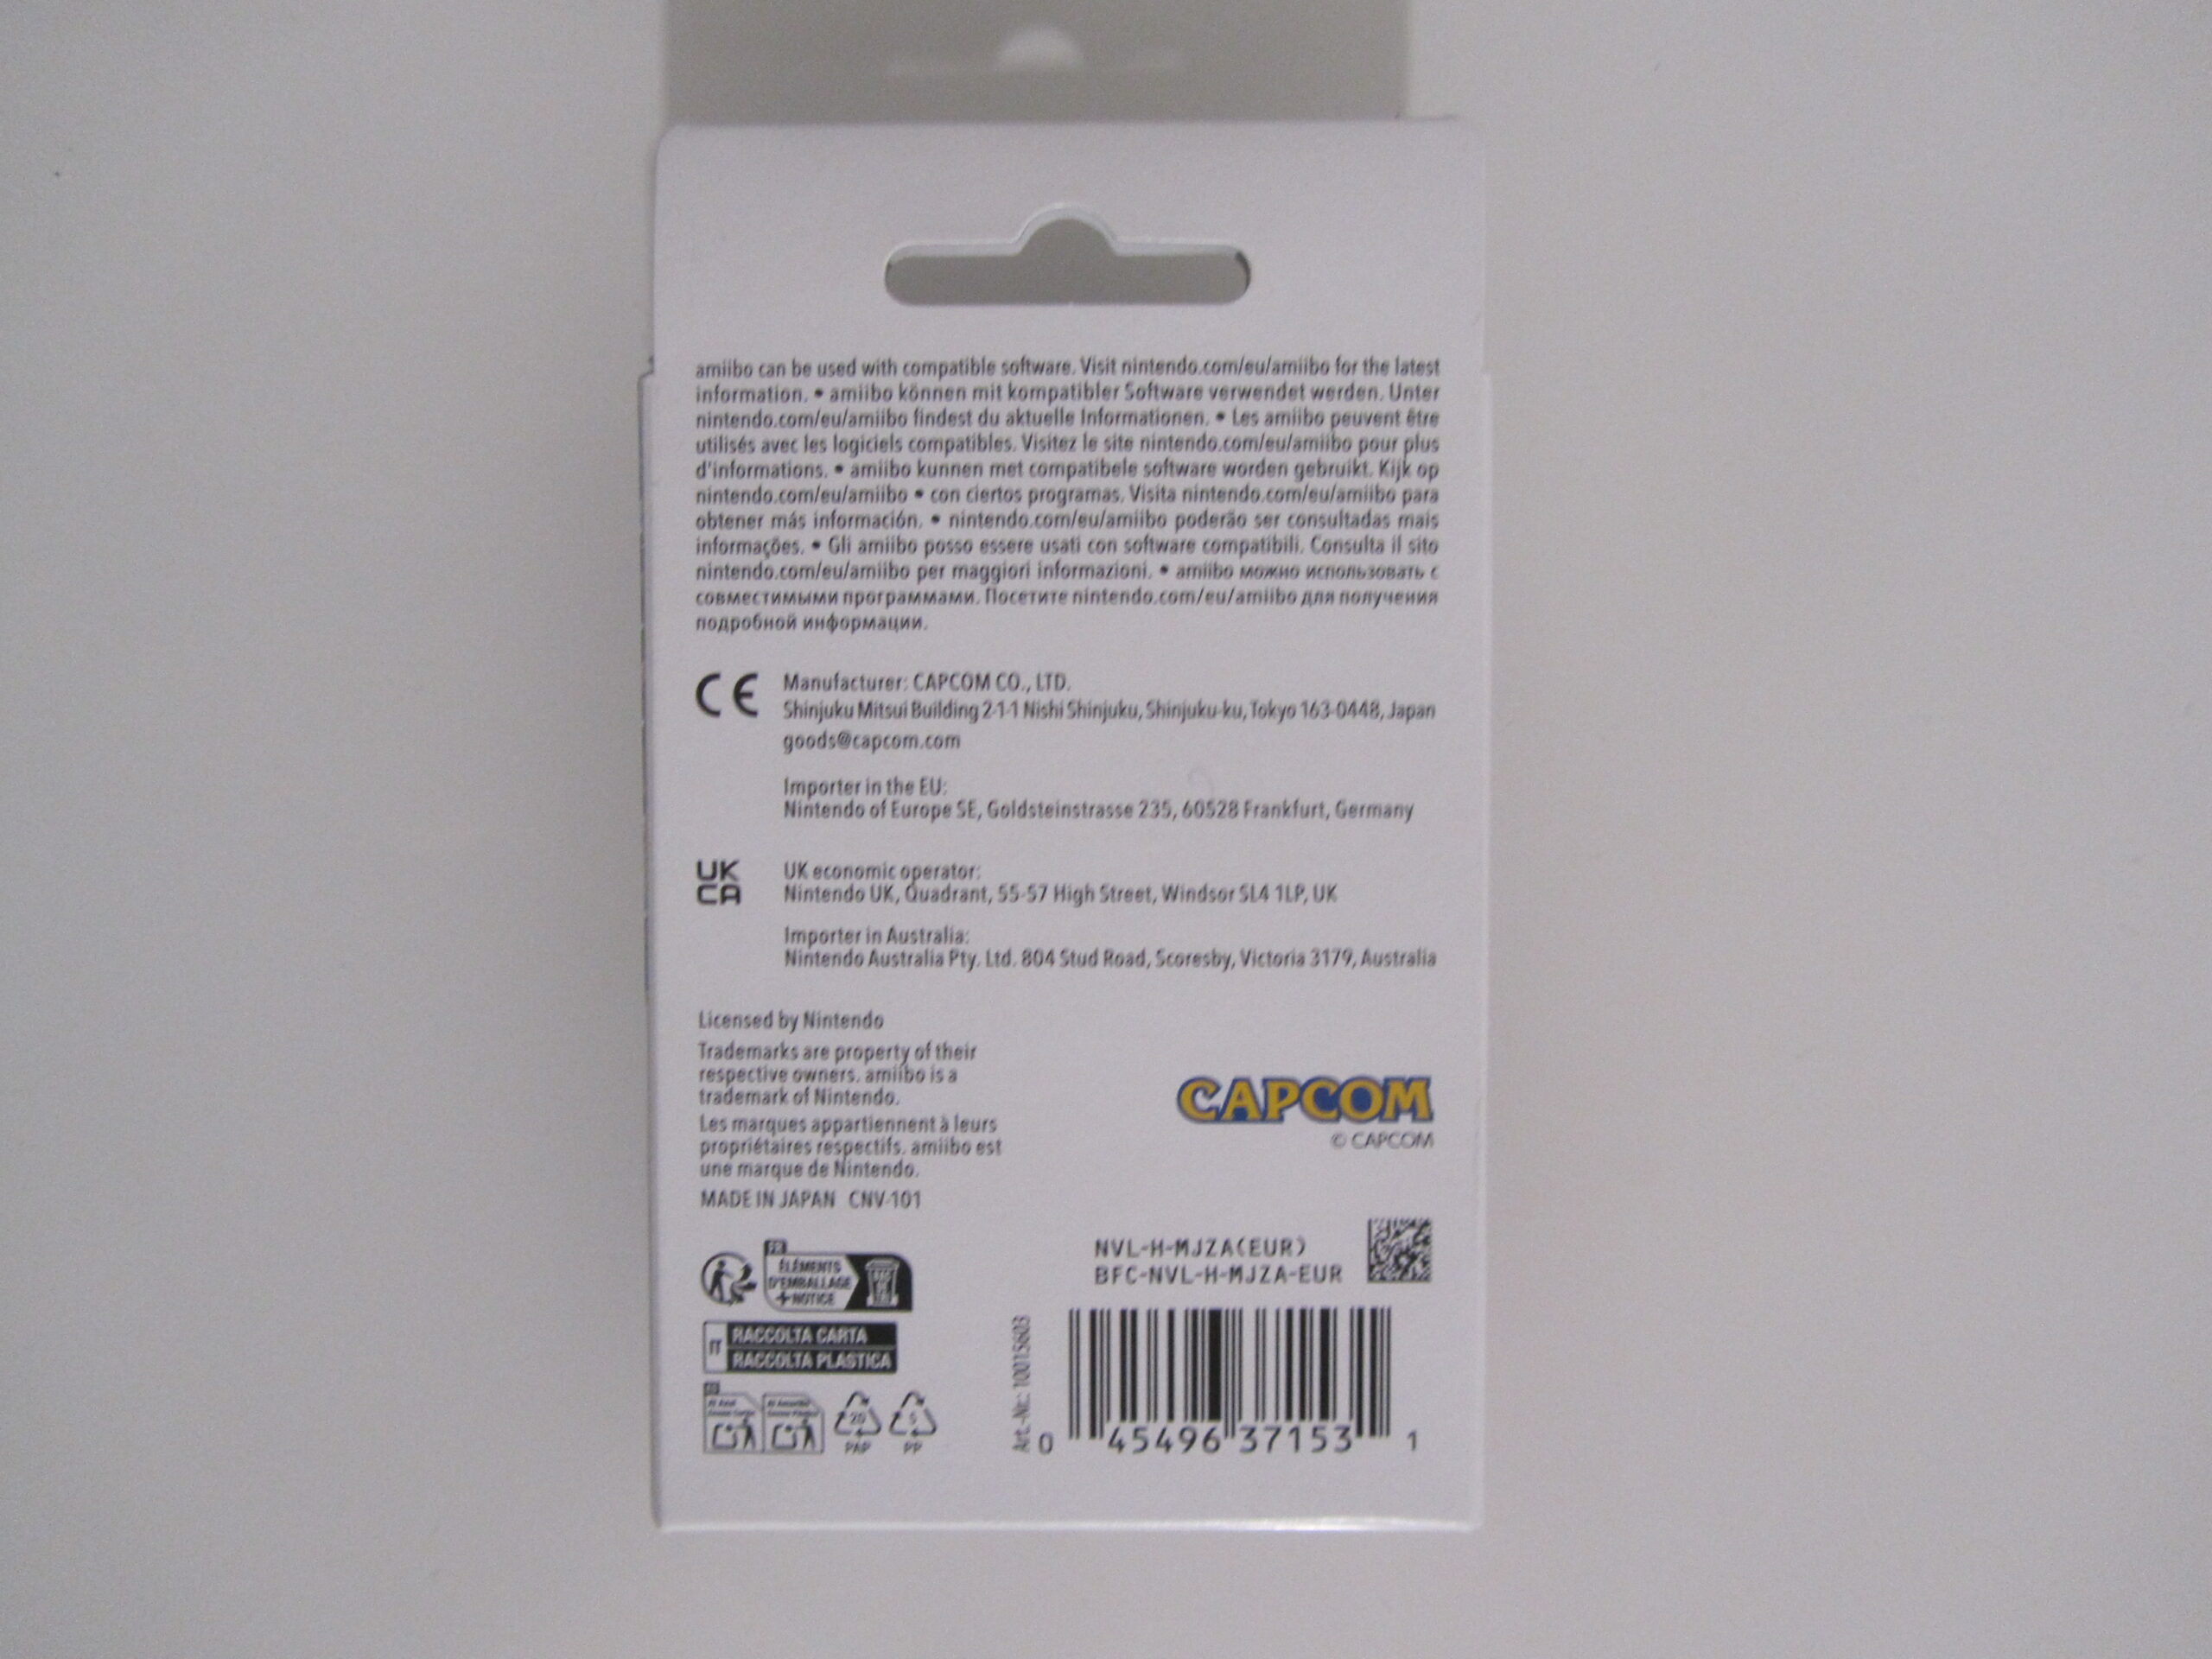 amiibo can be used with compatible software. Visit nintendo.com/eu/amiibo for the latest
information. • amiibo können mit kompatibler Software verwendet werden. Unter
nintendo.com/eu/amiibo findest du aktuelle Informationen. • Les amiibo peuvent être
utilisés avec les logiciels compatibles. Visitez le site nintendo.com/eu/amiibo pour plus
d'informations. • amiibo kunnen met compatibele software worden gebruikt. Kijk op
nintendo.com/eu/amiibo • con ciertos programas. Visita nintendo.com/eu/amiibo para
obtener más información. • nintendo.com/eu/amiibo poderão ser consultadas mais
informações. • Gli amiibo posso essere usati con software compatibili. Consulta il sito
nintendo.com/eu/amiibo per maggiori informazioni. • amiibo можно использовать с
совместимыми программами. Посетите nintendo.com/eu/amiibo для получения
подробной информации.
CE
Manufacturer: CAPCOM CO., LTD.
Shinjuku Mitsui Building 2-1-1 Nishi Shinjuku, Shinjuku-ku, Tokyo 163-0448, Japan
goods@capcom.com
Importer in the EU:
Nintendo of Europe SE, Goldsteinstrasse 235, 60528 Frankfurt, Germany
UK
CA
UK economic operator:
Nintendo UK, Quadrant, 55-57 High Street, Windsor SL4 1LP, UK
Importer in Australia:
Nintendo Australia Pty. Ltd. 804 Stud Road, Scoresby, Victoria 3179, Australia
Licensed by Nintendo
Trademarks are property of their
respective owners. amiibo is a
trademark of Nintendo.
Les marques appartiennent à leurs
propriétaires respectifs. amiibo est
une marque de Nintendo.
MADE IN JAPAN CNV-101
CAPCOM
© CAPCOM
NVL-H-MJZA(EUR)
BFC-NVL-H-MJZA-EUR
FR
ÉLÉMENTS
D'EMBALLAGE
+ NOTICE
IT
RACCOLTA CARTA
RACCOLTA PLASTICA
20
PAP
5
PP
Art.-Nr.: 10015603
0 45496 37153 1